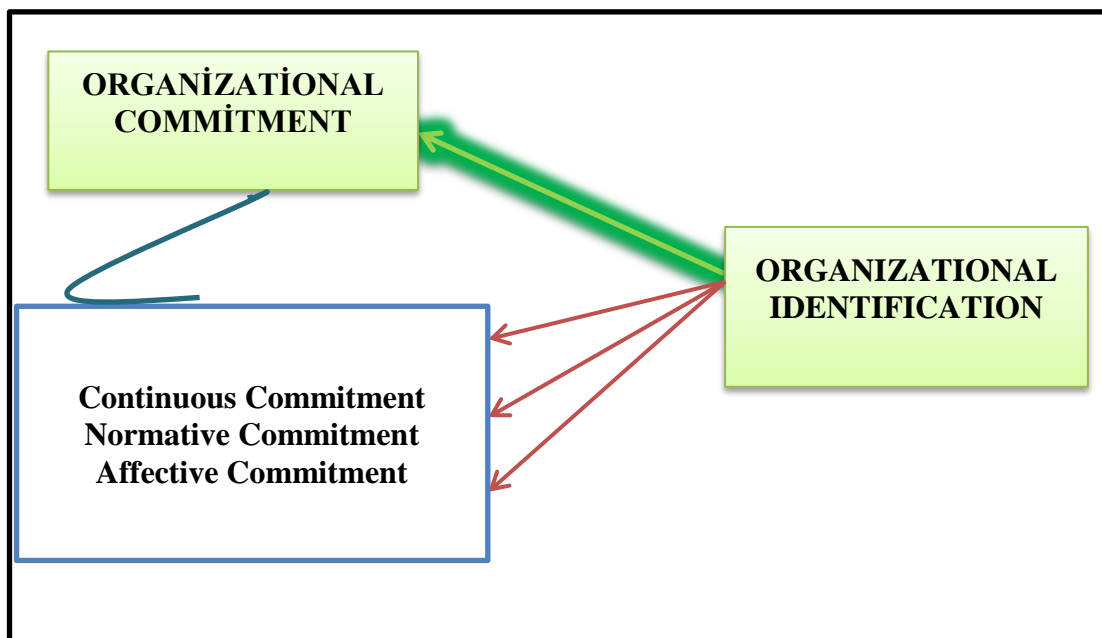 ORGANİZATİONAL
COMMİTMENT
ORGANIZATIONAL
IDENTIFICATION
Continuous Commitment
Normative Commitment
Affective Commitment